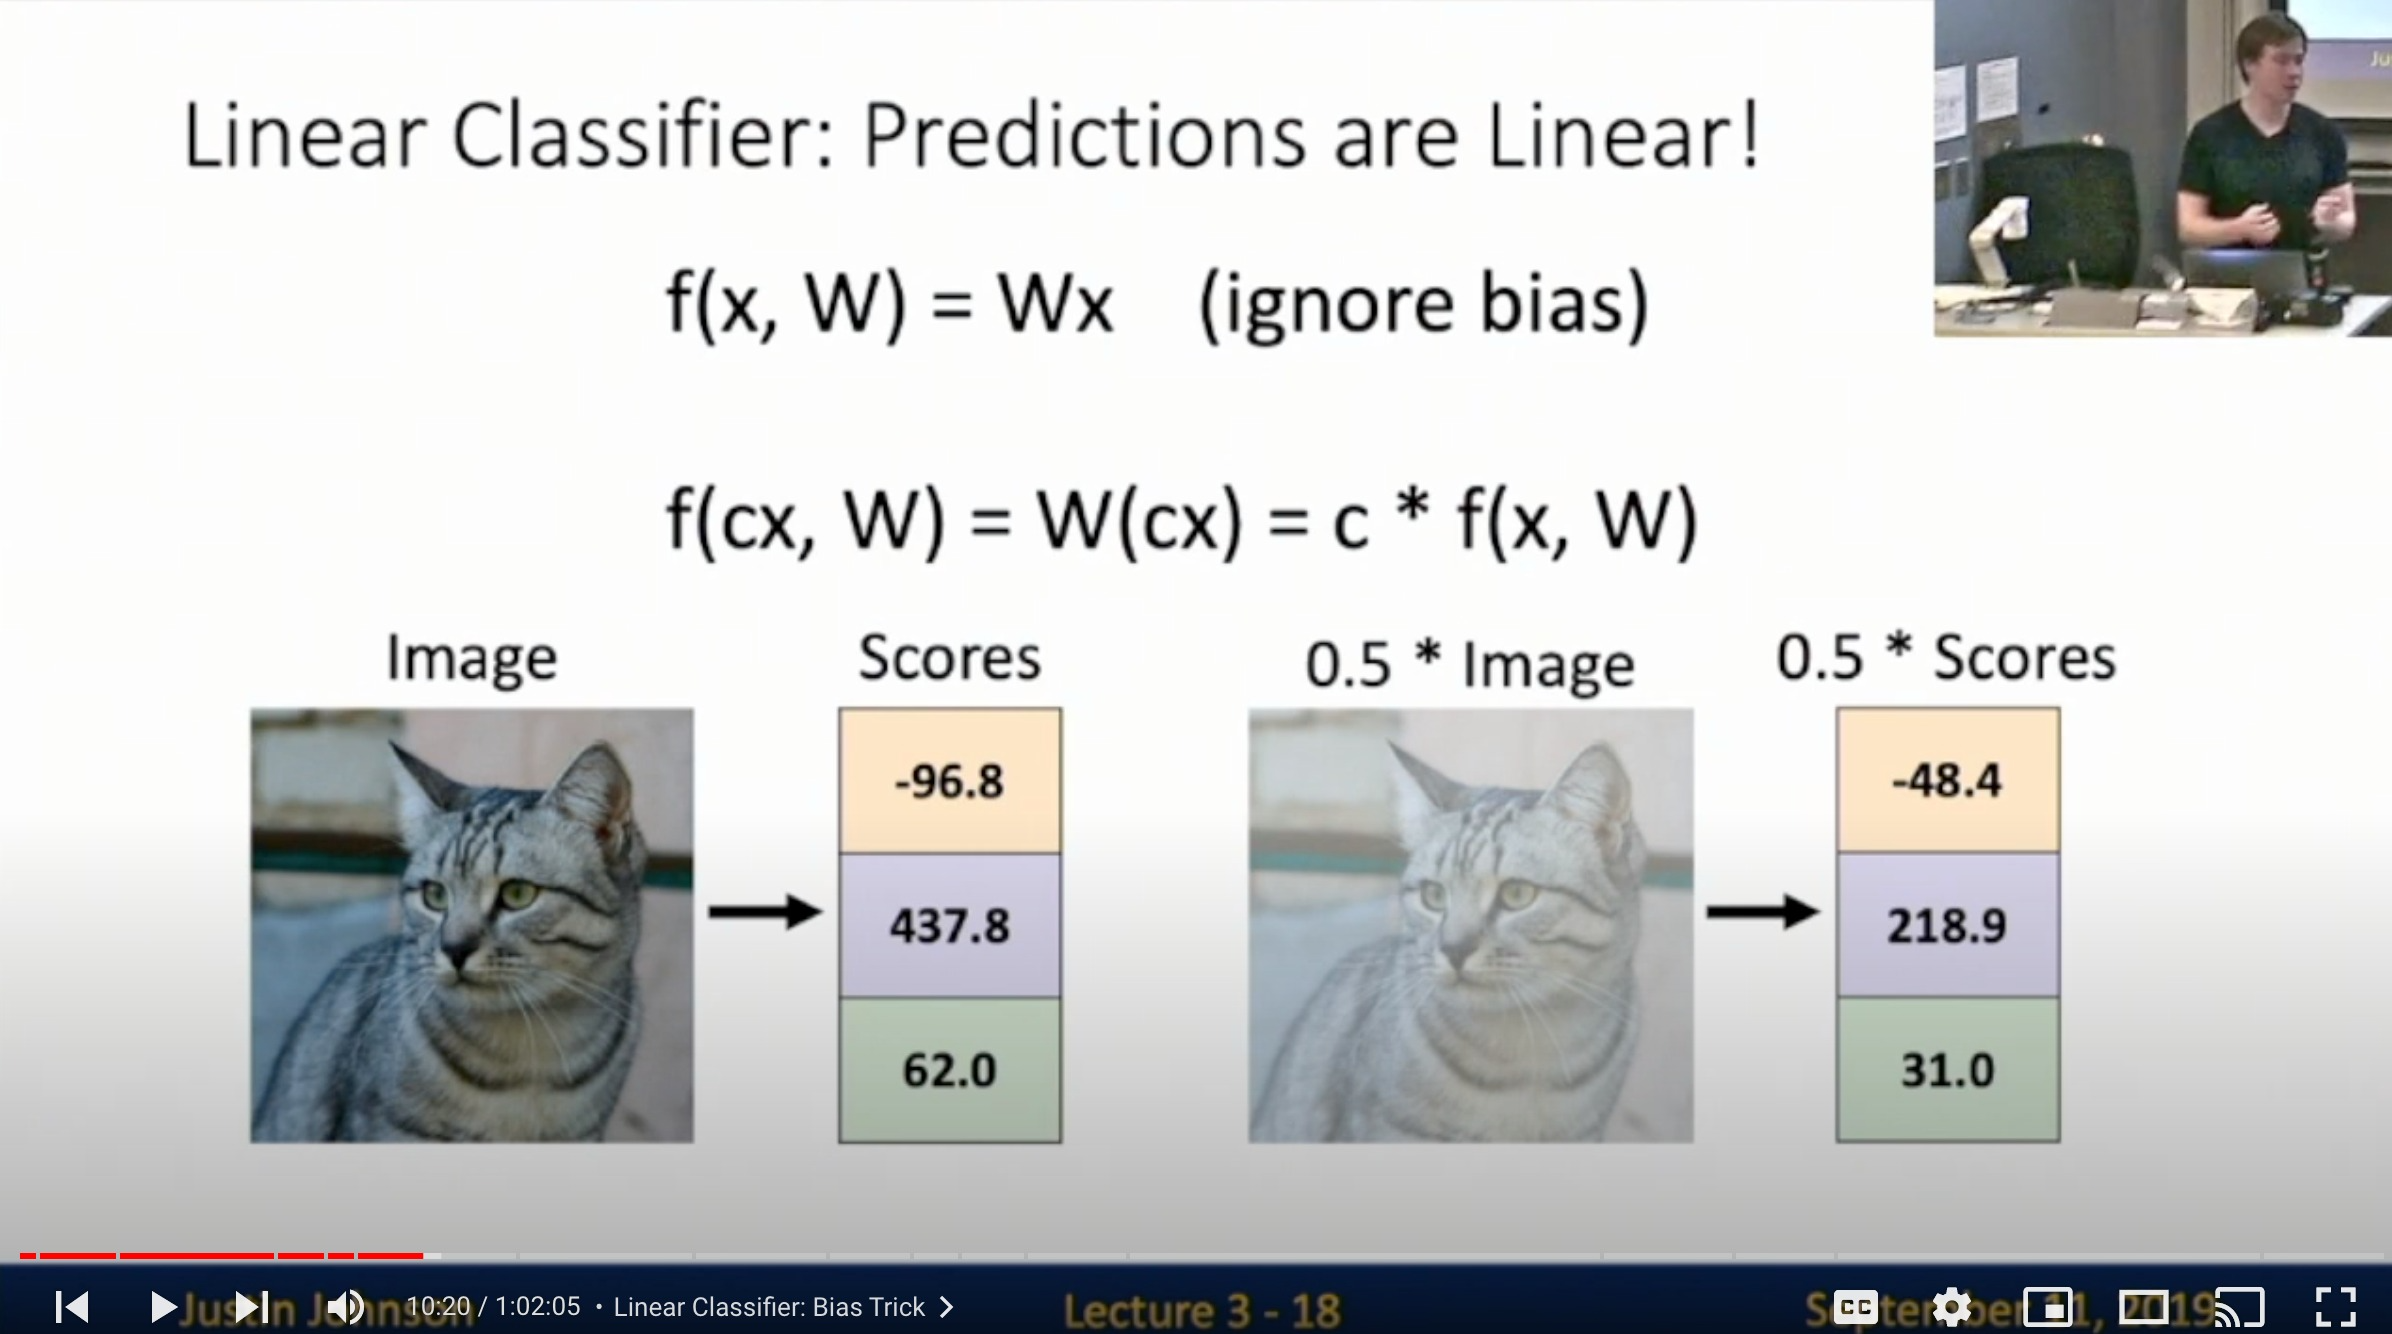 Linear Classifier: Predictions are Linear!
Ju
f(x, W) = Wx (ignore bias)
f(cx, W) = W(cx) = c * f(x, W)
Image Scores 0.5 * Image 0.5 * Scores
-96.8 -48.4
437.8 218.9
62.0 31.0
Justin Johnson 10:20 / 1:02:05 • Linear Classifier: Bias Trick Lecture 3 - 18 CC September 11, 2019